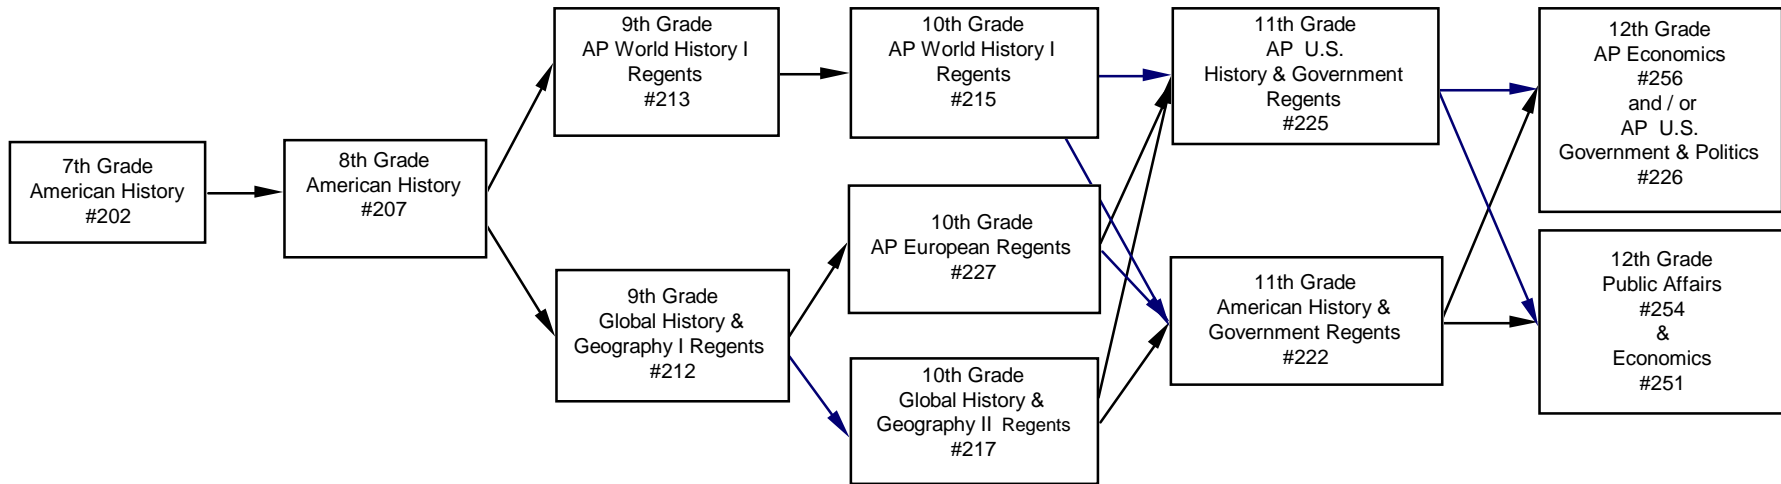 7th Grade
American History
#202
8th Grade
American History
#207
9th Grade
AP World History I
Regents
#213
9th Grade
Global History &
Geography I Regents
#212
10th Grade
AP World History I
Regents
#215
10th Grade
AP European Regents
#227
10th Grade
Global History &
Geography II Regents
#217
11th Grade
AP U.S.
History & Government
Regents
#225
11th Grade
American History &
Government Regents
#222
12th Grade
AP Economics
#256
and / or
AP U.S.
Government & Politics
#226
12th Grade
Public Affairs
#254
&
Economics
#251